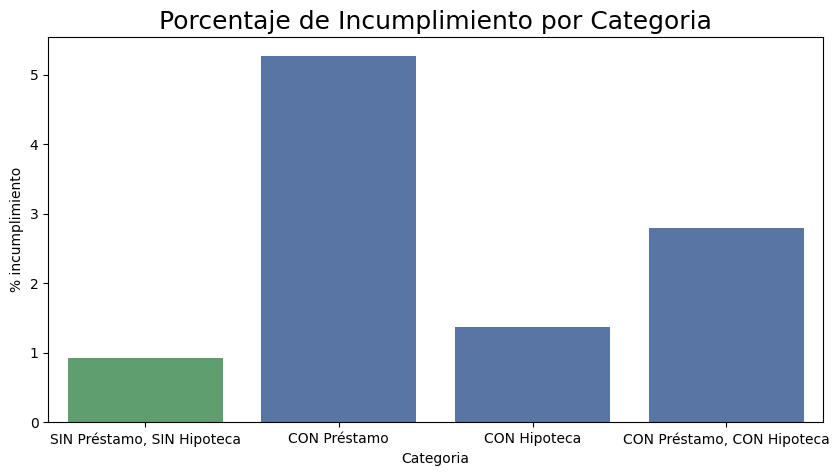 Porcentaje de Incumplimiento por Categoria
% incumplimiento
5
4
3
2
1
0
SIN Préstamo, SIN Hipoteca
CON Préstamo
CON Hipoteca
CON Préstamo, CON Hipoteca
Categoria